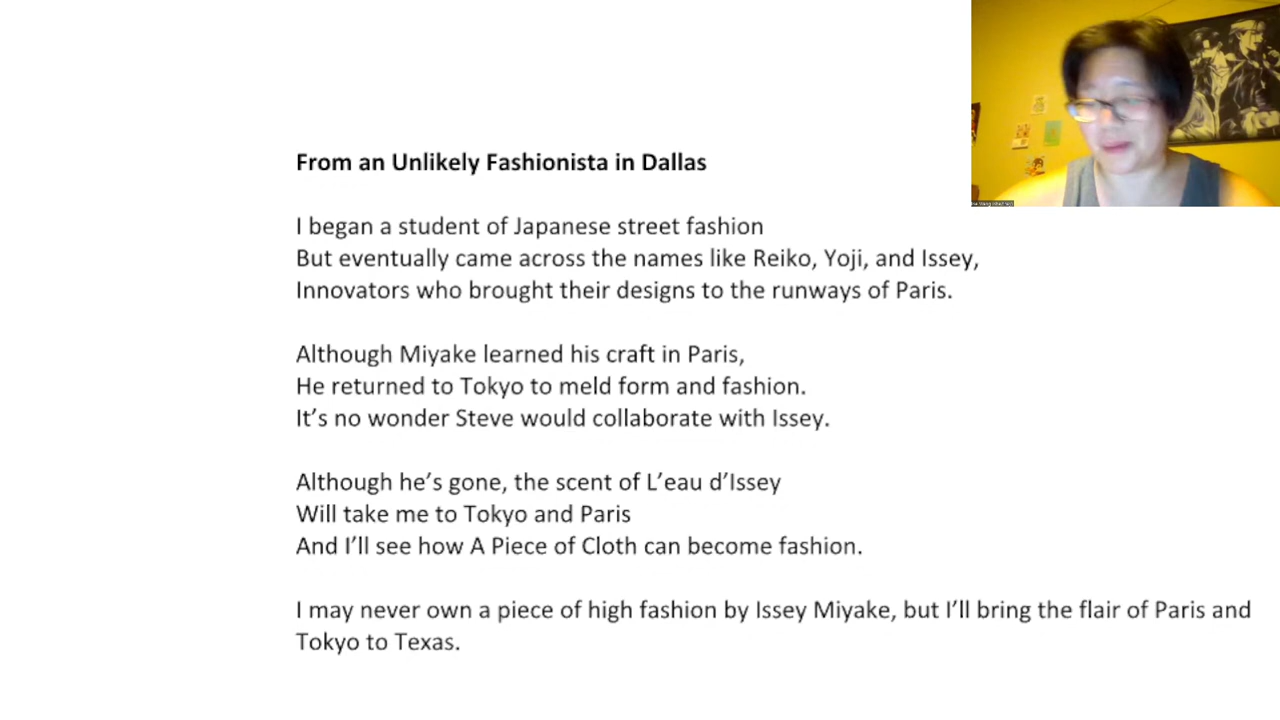 From an Unlikely Fashionista in Dallas
I began a student of Japanese street fashion
But eventually came across the names like Reiko, Yoji, and Issey,
Innovators who brought their designs to the runways of Paris.
Although Miyake learned his craft in Paris,
He returned to Tokyo to meld form and fashion.
It’s no wonder Steve would collaborate with Issey.
Although he’s gone, the scent of L’eau d’Issey
Will take me to Tokyo and Paris
And I’ll see how A Piece of Cloth can become fashion.
I may never own a piece of high fashion by Issey Miyake, but I’ll bring the flair of Paris and
Tokyo to Texas.